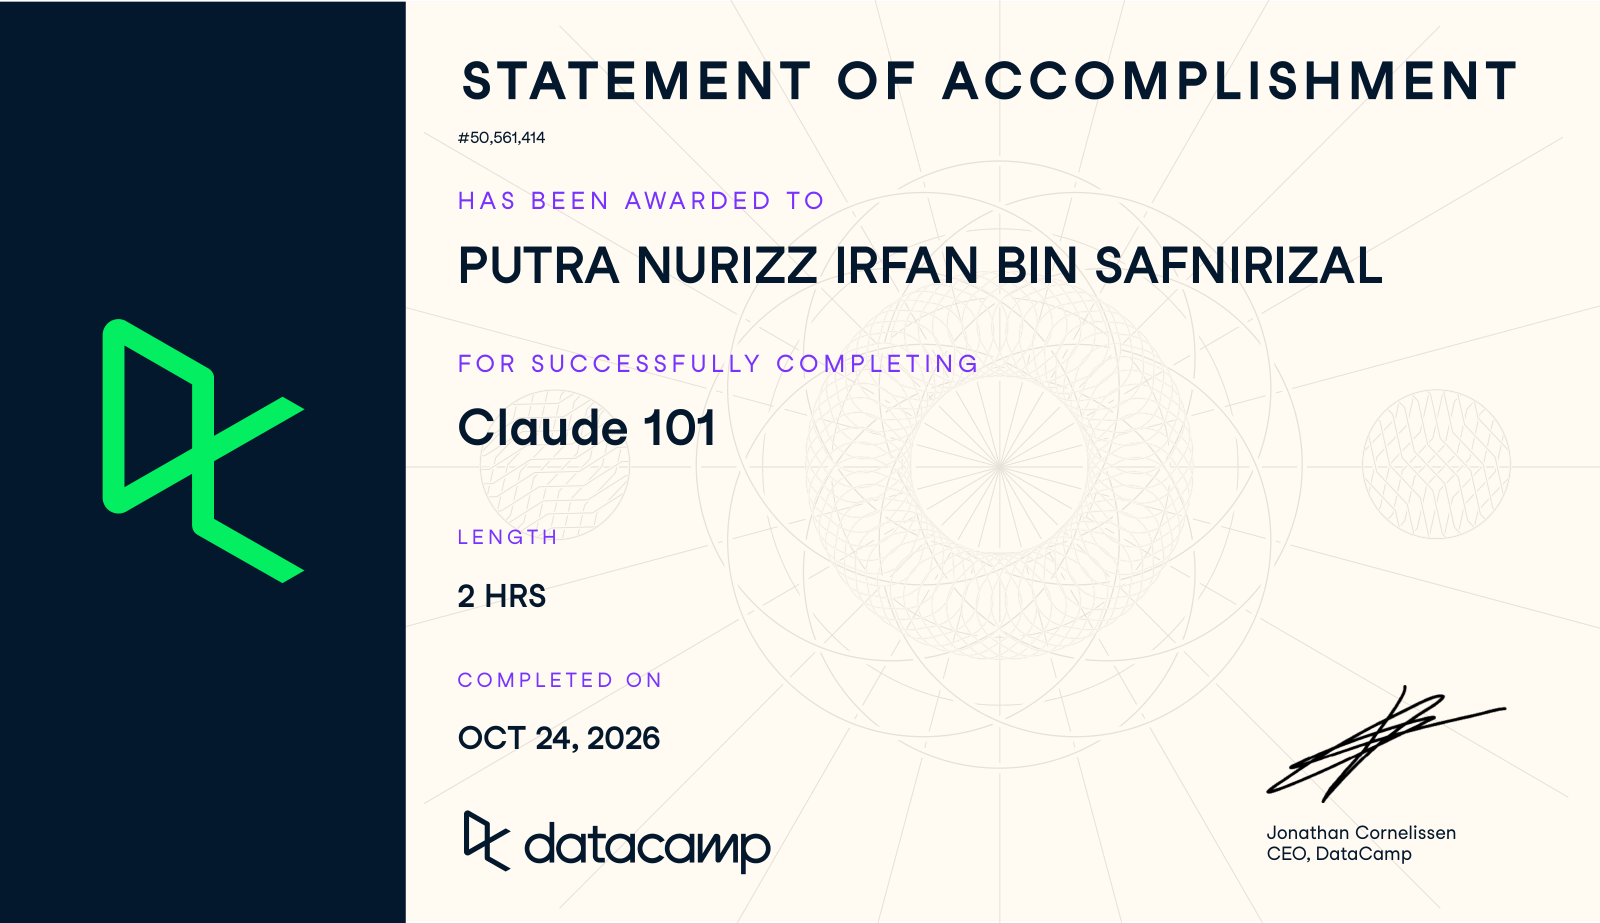 STATEMENT OF ACCOMPLISHMENT
#50,561,414
HAS BEEN AWARDED TO
PUTRA NURIZZ IRFAN BIN SAFNIRIZAL
FOR SUCCESSFULLY COMPLETING
Claude 101
LENGTH
2 HRS
COMPLETED ON
OCT 24, 2026
datacamp
Jonathan Cornelissen
CEO, DataCamp